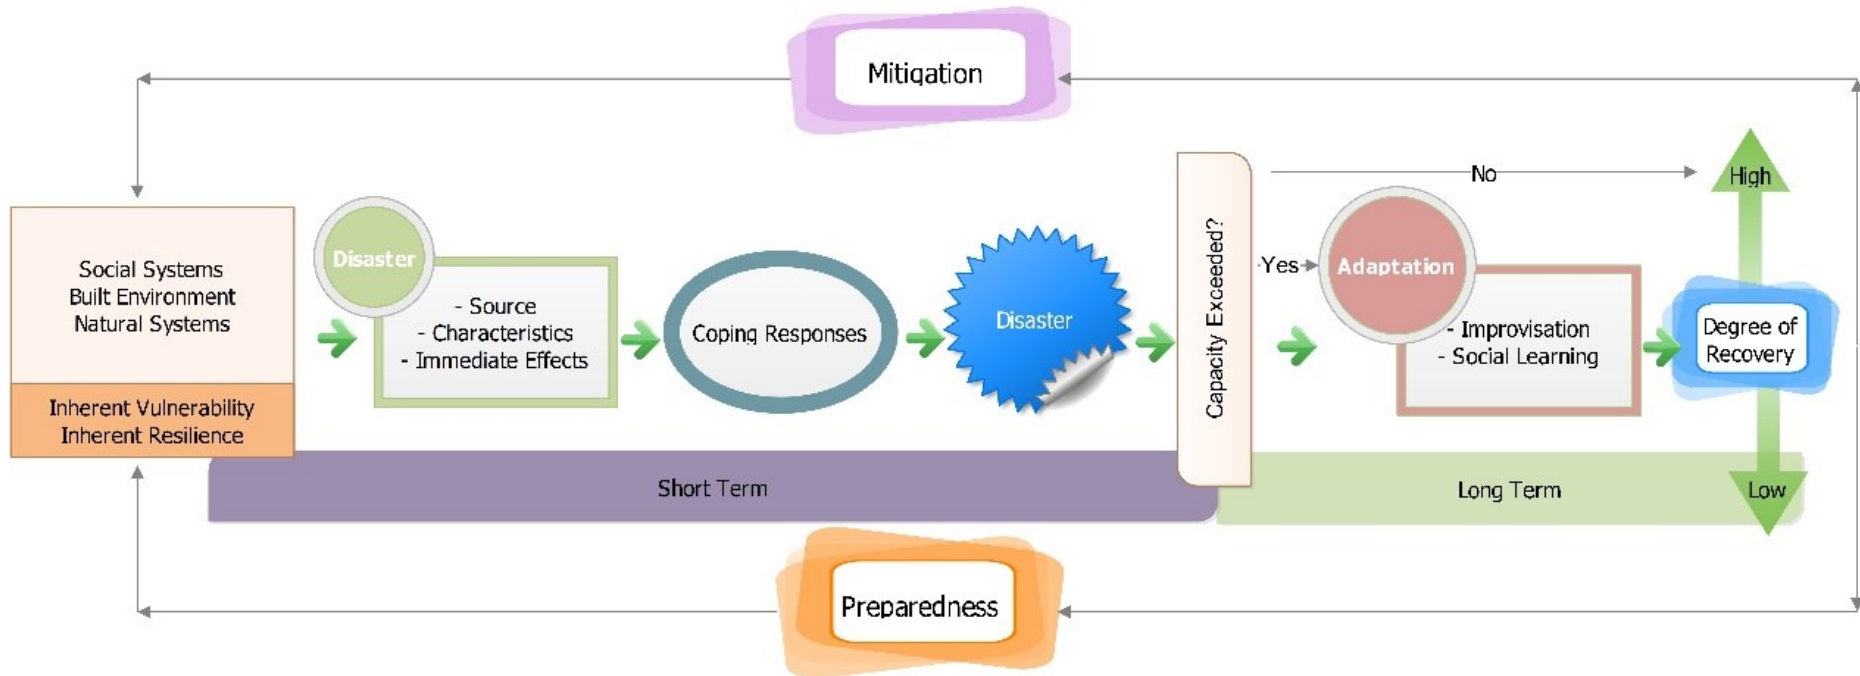 Mitigation
No
High
Social Systems
Built Environment
Natural Systems
Inherent Vulnerability
Inherent Resilience
Disaster
- Source
- Characteristics
- Immediate Effects
Coping Responses
Disaster
Capacity Exceeded?
Yes
Adaptation
- Improvisation
- Social Learning
Degree of
Recovery
Short Term
Long Term
Low
Preparedness